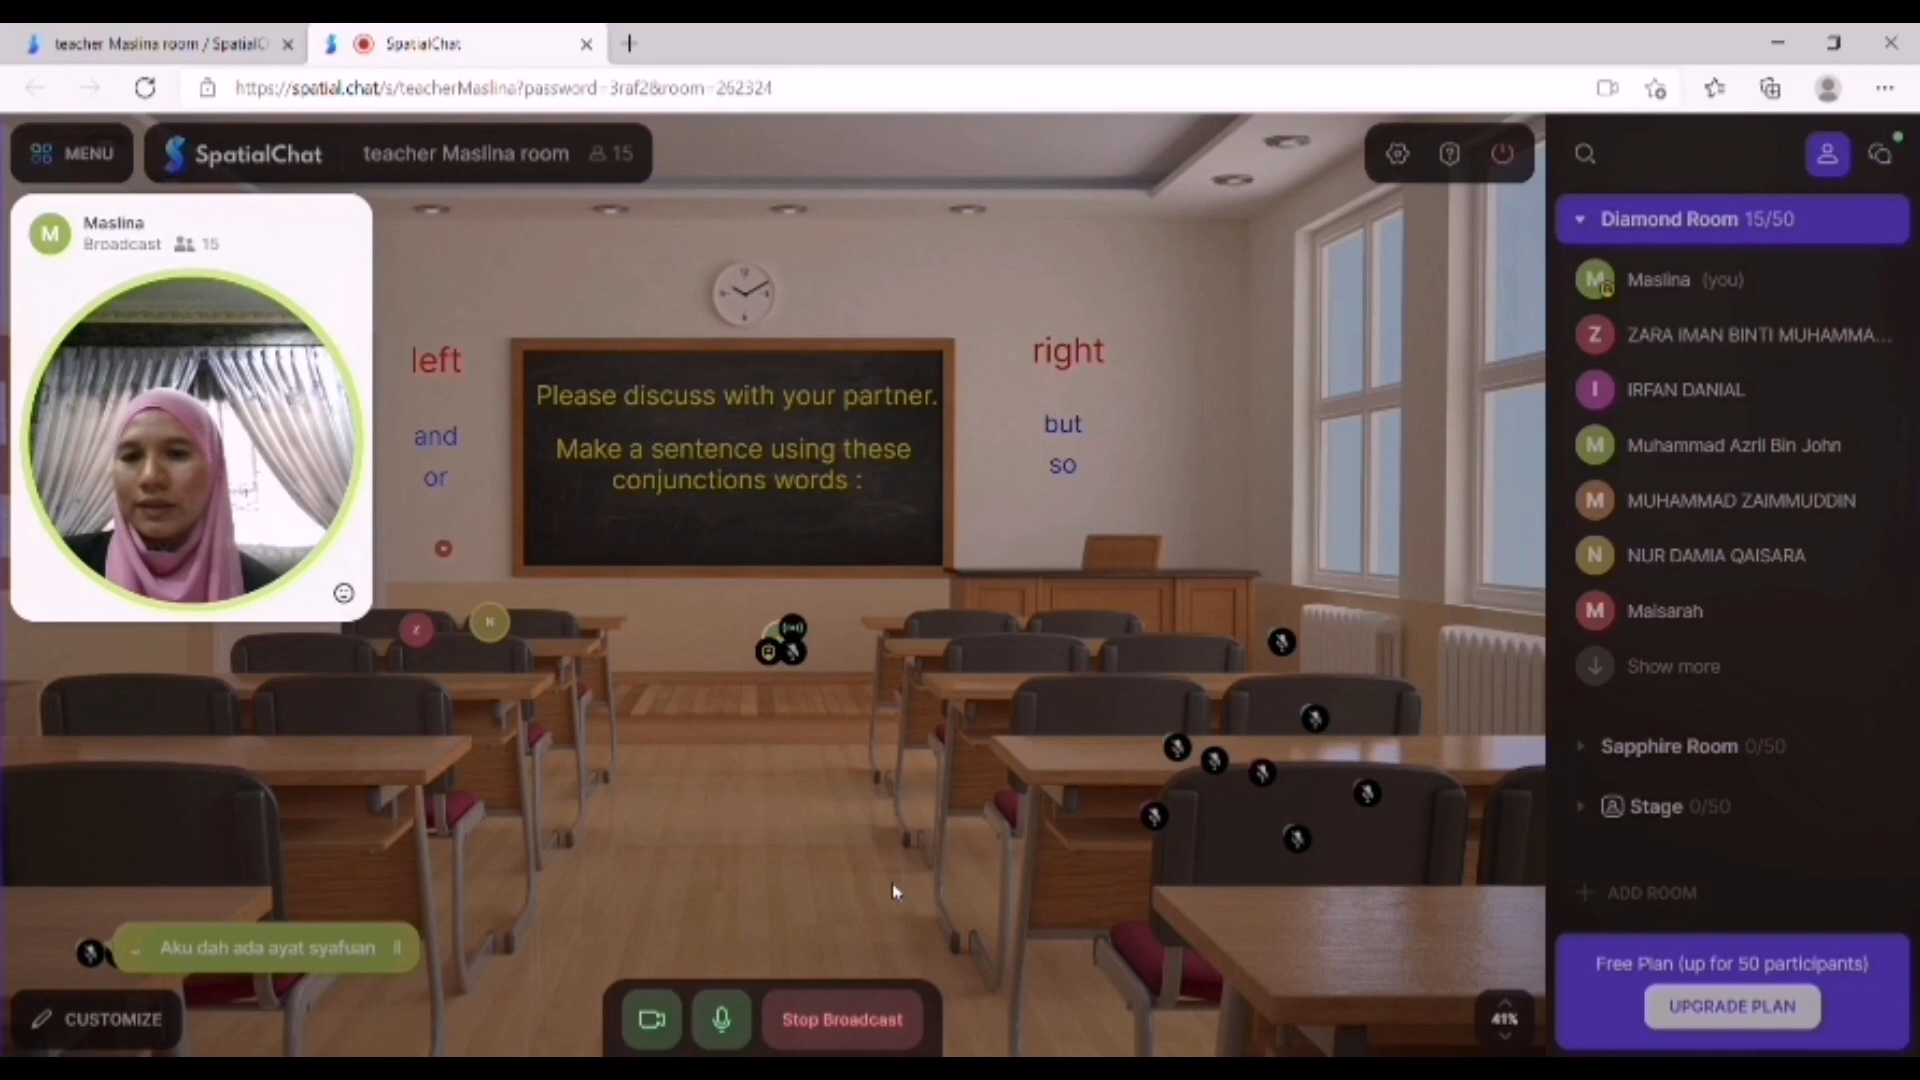 teacher Maslina room / SpatialC
SpatialChat
https://spatial.chat/s/teacherMaslina?password=3raf28&room=262324
MENU
SpatialChat
teacher Maslina room
15
Maslina
Broadcast 15
left
and
or
Please discuss with your partner.
Make a sentence using these
conjunctions words :
right
but
so
Aku dah ada ayat syafuan ll
CUSTOMIZE
Stop Broadcast
41%
Diamond Room 15/50
Maslina (you)
ZARA IMAN BINTI MUHAMMA...
IRFAN DANIAL
Muhammad Azril Bin John
MUHAMMAD ZAIMMUDDIN
NUR DAMIA QAISARA
Maisarah
Show more
Sapphire Room 0/50
Stage 0/50
ADD ROOM
Free Plan (up for 50 participants)
UPGRADE PLAN